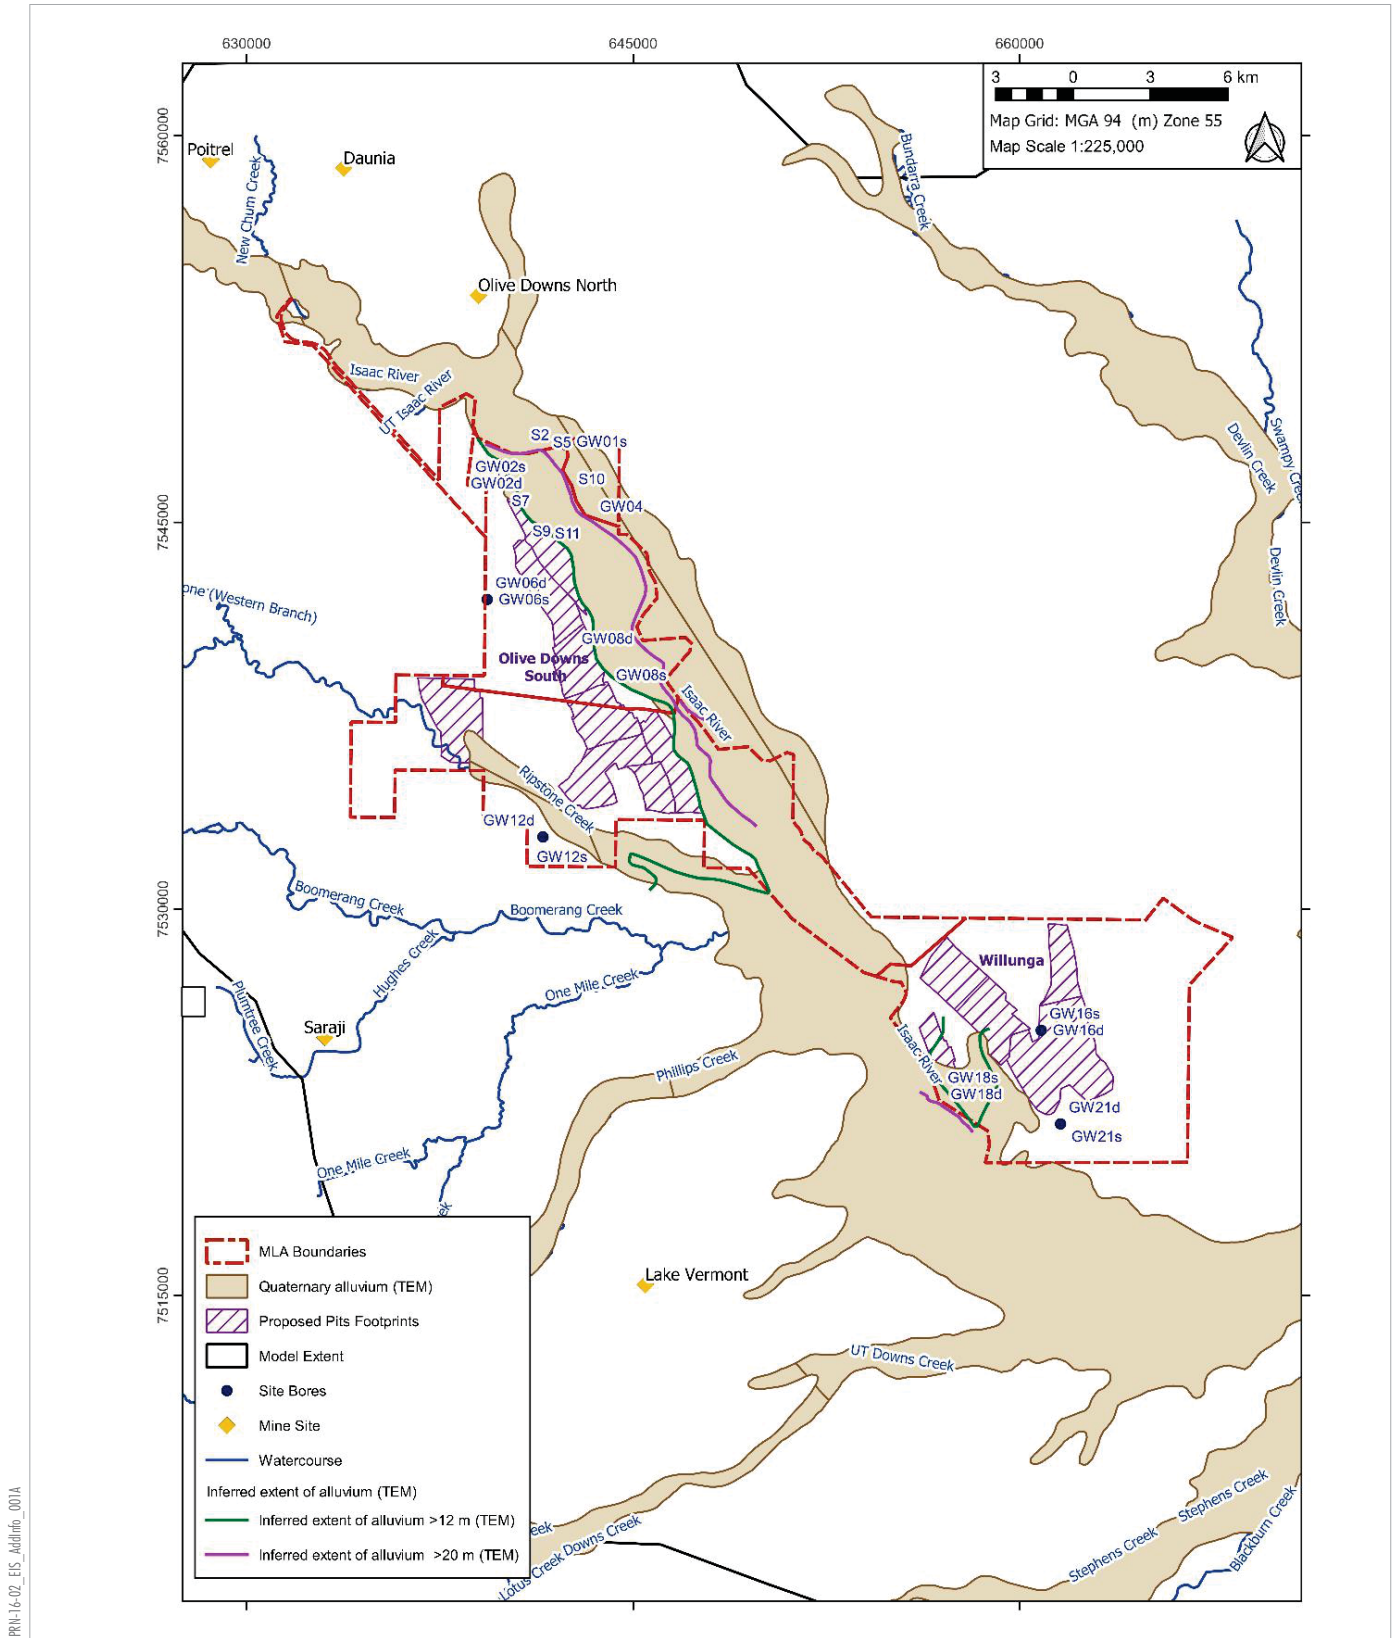 630000
645000
660000
3 0 3 6 km
Map Grid: MGA 94 (m) Zone 55
Map Scale 1:225,000
7560000
7545000
7530000
7515000
Poitrel
Daunia
New Chum Creek
Bundarra Creek
Olive Downs North
Isaac River
Isaac River
Swampy Cree
Devlin Creek
Devlin Creek
S2
S5
GW01s
GW02s
GW02d
S10
S7
GW04
S9
S11
GW06d
GW06s
one (Western Branch)
GW08d
Olive Downs
South
GW08s
Isaac River
Ripstone Creek
GW12d
GW12s
Boomerang Creek
Boomerang Creek
Hughes Creek
One Mile Creek
Plumtree Creek
Saraji
Willunga
GW16s
GW16d
Isaac River
Phillips Creek
GW18s
GW18d
GW21d
GW21s
One Mile Creek
Lake Vermont
UT Downs Creek
Stephens Creek
Stephens Creek
Blackburn Creek
eek
Lotus Creek Downs Creek
MLA Boundaries
Quaternary alluvium (TEM)
Proposed Pits Footprints
Model Extent
Site Bores
Mine Site
Watercourse
Inferred extent of alluvium (TEM)
Inferred extent of alluvium >12 m (TEM)
Inferred extent of alluvium >20 m (TEM)
PRN-16-02_EIS_AddInfo_001A